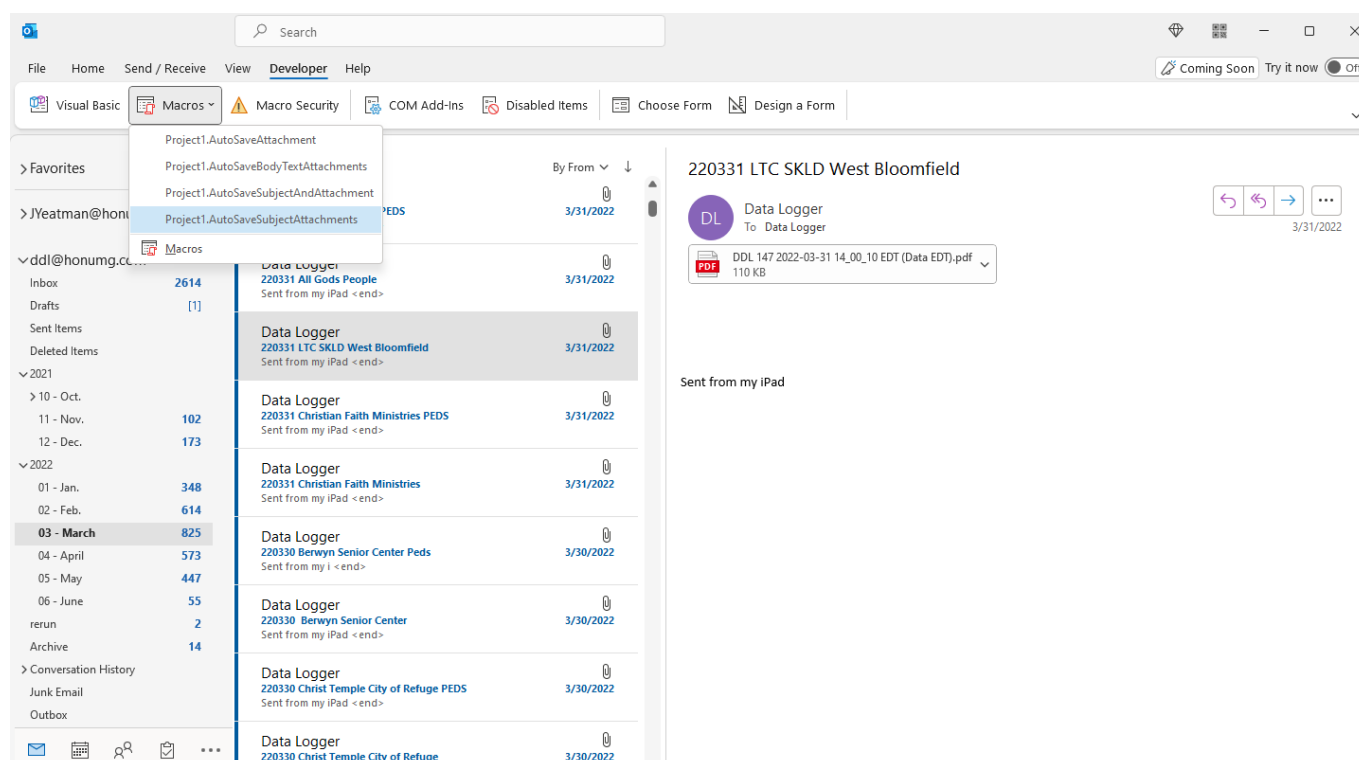 Search
File Home Send / Receive View Developer Help
Coming Soon Try it now Off
Visual Basic Macros Macro Security COM Add-Ins Disabled Items Choose Form Design a Form
Project1.AutoSaveAttachment
Project1.AutoSaveBodyTextAttachments
Project1.AutoSaveSubjectAndAttachment
Project1.AutoSaveSubjectAttachments
Macros
Favorites
JYeatman@honu
ddl@honumg.com
Inbox 2614
Drafts [1]
Sent Items
Deleted Items
2021
10 - Oct.
11 - Nov. 102
12 - Dec. 173
2022
01 - Jan. 348
02 - Feb. 614
03 - March 825
04 - April 573
05 - May 447
06 - June 55
rerun 2
Archive 14
Conversation History
Junk Email
Outbox
By From
PEDS 3/31/2022
Data Logger
220331 All Gods People 3/31/2022
Sent from my iPad <end>
Data Logger
220331 LTC SKLD West Bloomfield 3/31/2022
Sent from my iPad <end>
Data Logger
220331 Christian Faith Ministries PEDS 3/31/2022
Sent from my iPad <end>
Data Logger
220331 Christian Faith Ministries 3/31/2022
Sent from my iPad <end>
Data Logger
220330 Berwyn Senior Center Peds 3/30/2022
Sent from my i <end>
Data Logger
220330 Berwyn Senior Center 3/30/2022
Sent from my iPad <end>
Data Logger
220330 Christ Temple City of Refuge PEDS 3/30/2022
Sent from my iPad <end>
Data Logger
220330 Christ Temple City of Refuge 3/30/2022
220331 LTC SKLD West Bloomfield
DL
Data Logger
To Data Logger
3/31/2022
PDF
DDL 147 2022-03-31 14_00_10 EDT (Data EDT).pdf
110 KB
Sent from my iPad